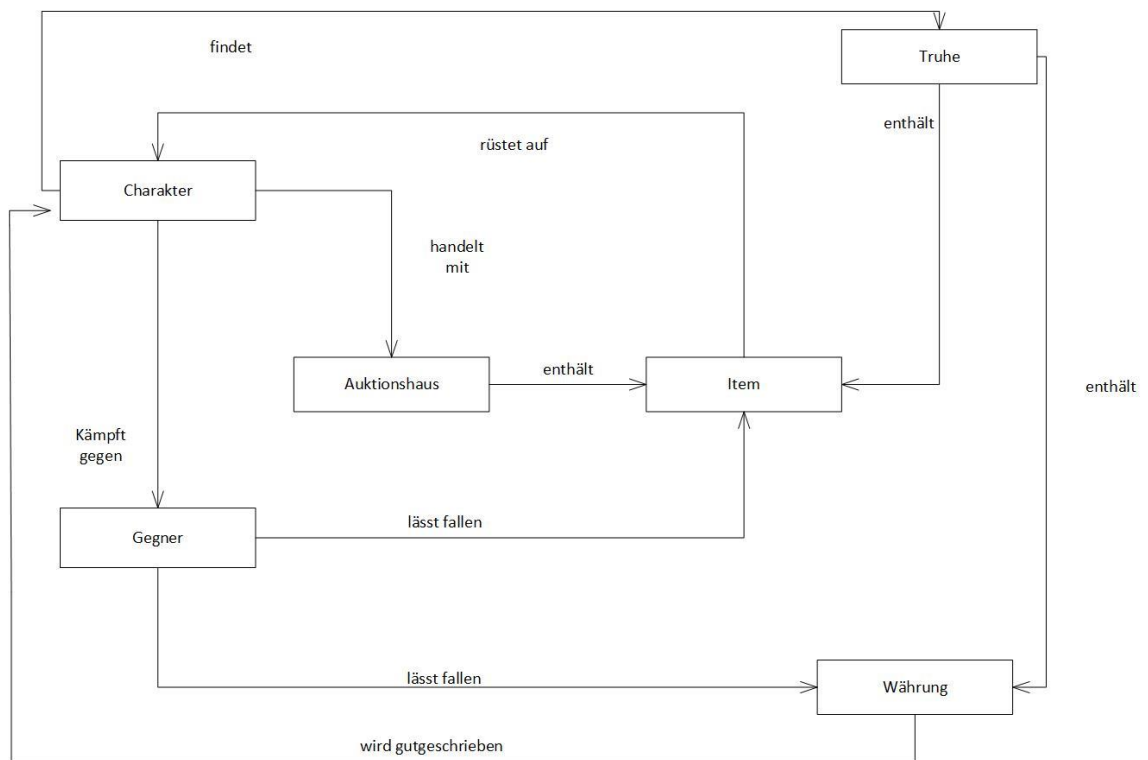 findet
Truhe
enthält
rüstet auf
Charakter
handelt
mit
Auktionshaus
enthält
Item
enthält
Kämpft
gegen
lässt fallen
Gegner
lässt fallen
Währung
wird gutgeschrieben